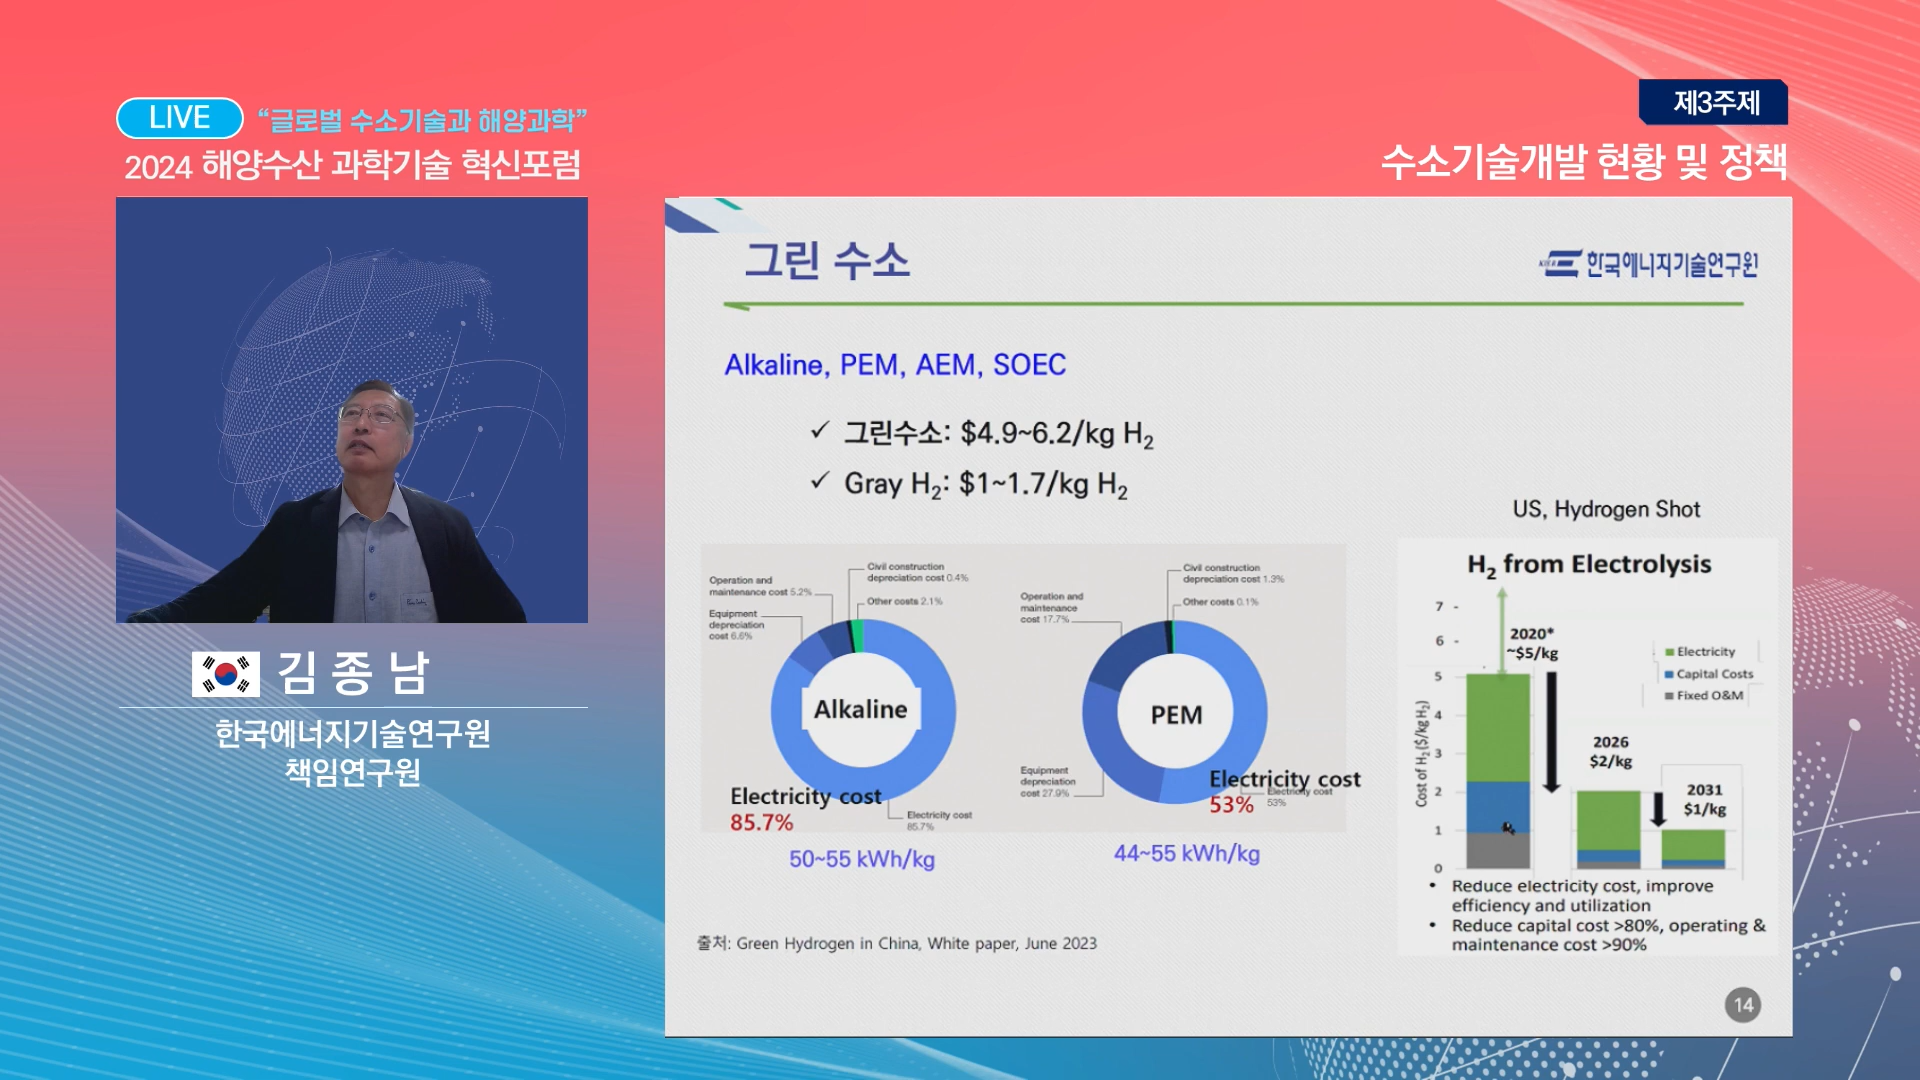 LIVE
“글로벌 수소기술과 해양과학”
2024 해양수산 과학기술 혁신포럼
제3주제
수소기술개발 현황 및 정책
김종남
한국에너지기술연구원
책임연구원
그린 수소
한국에너지기술연구원
Alkaline, PEM, AEM, SOEC
✓ 그린수소: $4.9~6.2/kg H₂
✓ Gray H₂: $1~1.7/kg H₂
Operation and
maintenance cost 5.2%
Equipment
depreciation
cost 6.6%
Civil construction
depreciation cost 0.4%
Other costs 2.1%
Alkaline
Electricity cost
85.7%
Electricity cost
85.7%
50~55 kWh/kg
Operation and
maintenance
cost 17.7%
Civil construction
depreciation cost 1.3%
Other costs 0.1%
PEM
Equipment
depreciation
cost 27.9%
Electricity cost
53%
Electricity cost
53%
44~55 kWh/kg
출처: Green Hydrogen in China, White paper, June 2023
US, Hydrogen Shot
H₂ from Electrolysis
Cost of H₂ ($/kg H₂)
7
6
5
4
3
2
1
0
2020*
~$5/kg
2026
$2/kg
2031
$1/kg
Electricity
Capital Costs
Fixed O&M
• Reduce electricity cost, improve
efficiency and utilization
• Reduce capital cost >80%, operating &
maintenance cost >90%
14